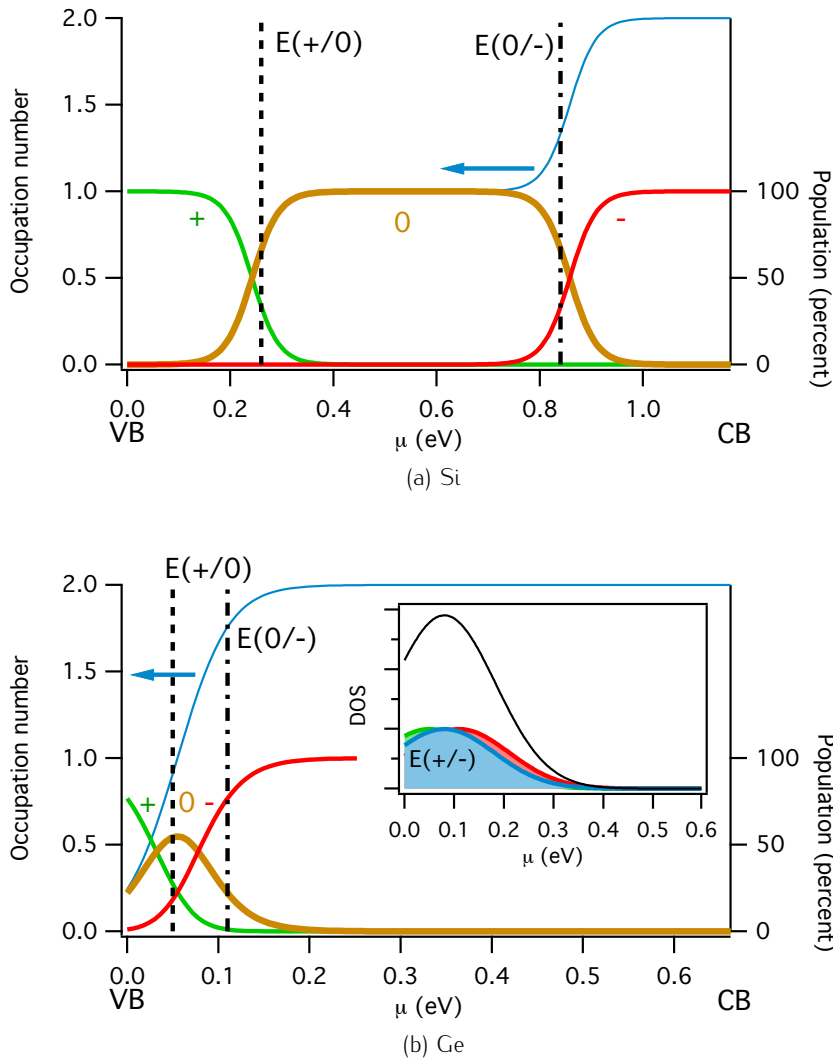 E(+/0)
E(0/-)
Occupation number
2.0
1.5
1.0
0.5
0.0
+
0
-
100
50
0
Population (percent)
0.0
0.2
0.4
0.6
0.8
1.0
VB
μ (eV)
CB
(a) Si
E(+/0)
E(0/-)
Occupation number
2.0
1.5
1.0
0.5
0.0
+
0
-
100
50
0
Population (percent)
DOS
E(+/-)
0.0
0.1
0.2
0.3
0.4
0.5
0.6
μ (eV)
0.0
0.1
0.2
0.3
0.4
0.5
0.6
VB
μ (eV)
CB
(b) Ge